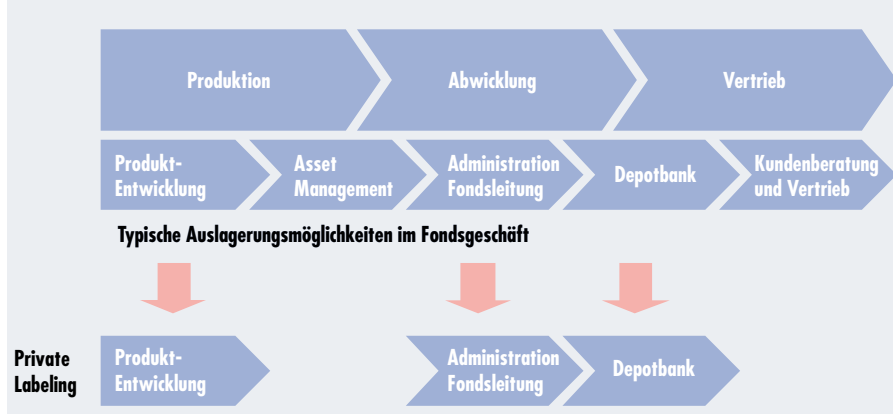 Produktion
Abwicklung
Vertrieb
Produkt-
Entwicklung
Asset
Management
Administration
Fondsleitung
Depotbank
Kundenberatung
und Vertrieb
Typische Auslagerungsmöglichkeiten im Fondsgeschäft
Private
Labeling
Produkt-
Entwicklung
Administration
Fondsleitung
Depotbank